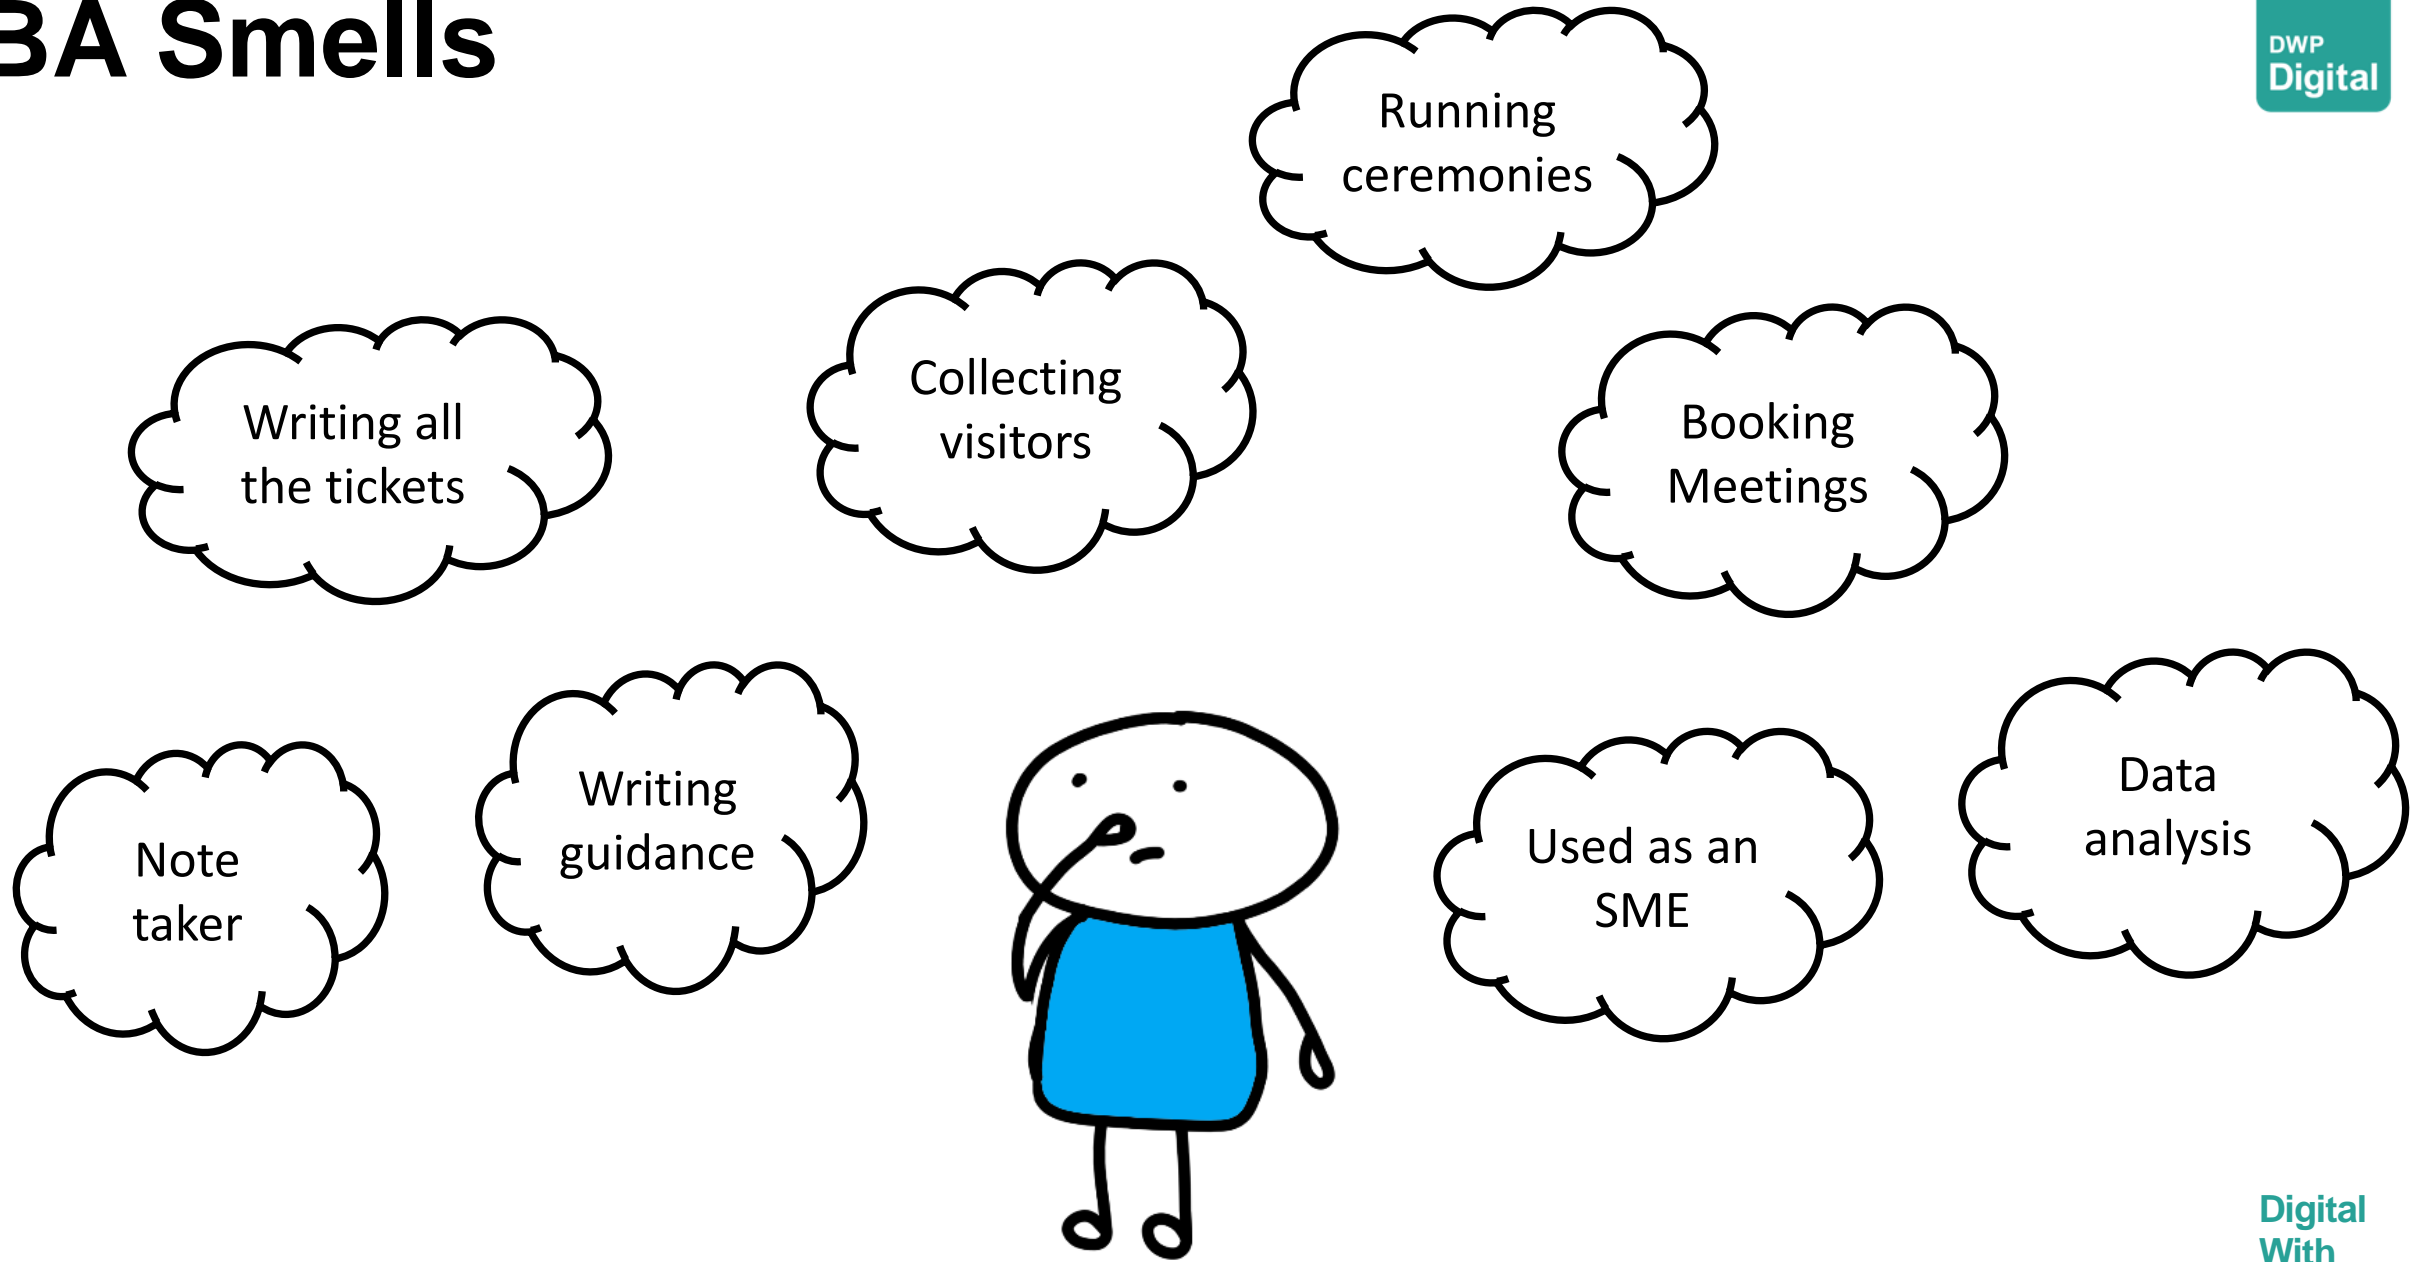 BA Smells
DWP
Digital
Running
ceremonies
Collecting
visitors
Writing all
the tickets
Booking
Meetings
Note
taker
Writing
guidance
Used as an
SME
Data
analysis
Digital
With